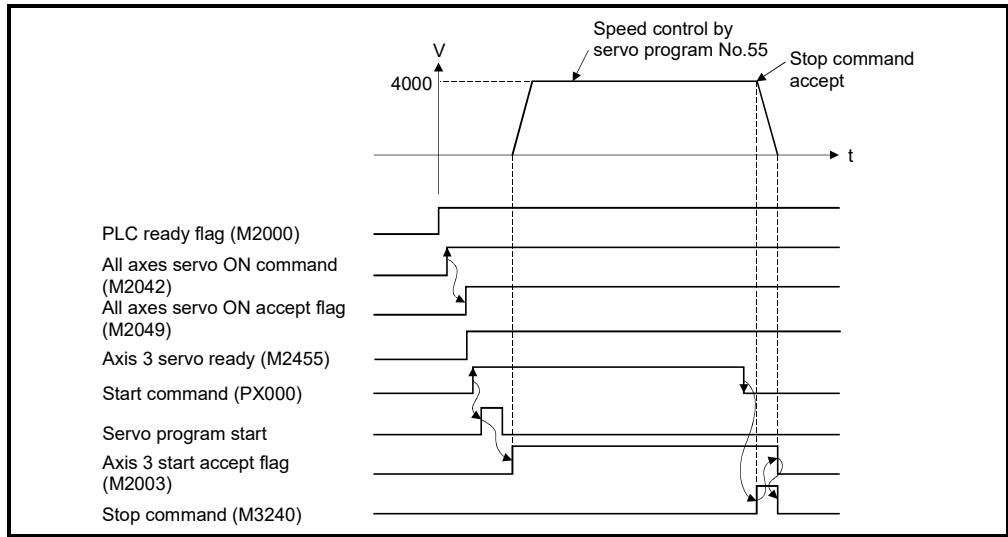 Speed control by
servo program No.55
V
Stop command
accept
4000
t
PLC ready flag (M2000)
All axes servo ON command
(M2042)
All axes servo ON accept flag
(M2049)
Axis 3 servo ready (M2455)
Start command (PX000)
Servo program start
Axis 3 start accept flag
(M2003)
Stop command (M3240)